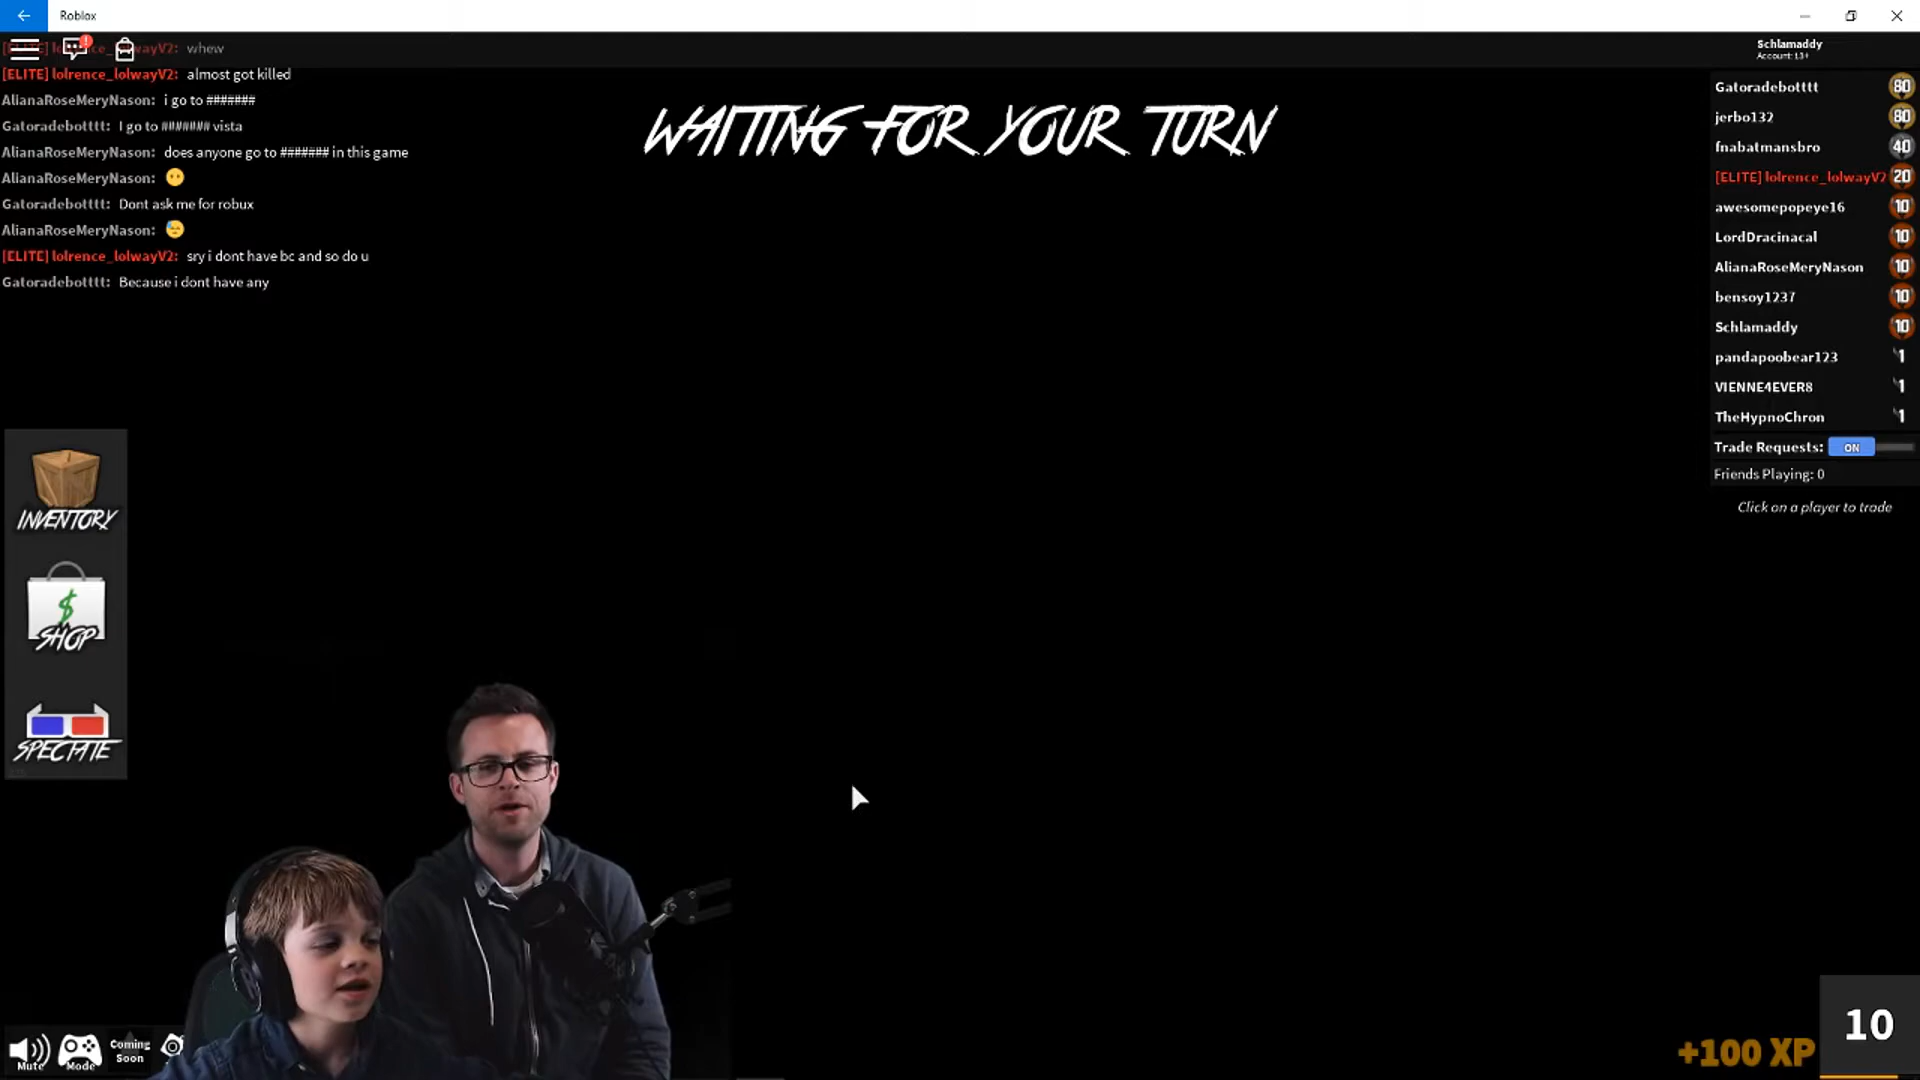 Roblox
[ELITE] lolrence_lolwayV2: whew
[ELITE] lolrence_lolwayV2: almost got killed
AlianaRoseMeryNason: i go to #######
Gatoradebotttt: I go to ####### vista
AlianaRoseMeryNason: does anyone go to ####### in this game
AlianaRoseMeryNason: 😶
Gatoradebotttt: Dont ask me for robux
AlianaRoseMeryNason: 😓
[ELITE] lolrence_lolwayV2: sry i dont have bc and so do u
Gatoradebotttt: Because i dont have any
WAITING FOR YOUR TURN
Schlamaddy
Account: 13+
Gatoradebotttt 80
jerbo132 80
fnabatmansbro 40
[ELITE] lolrence_lolwayV2 20
awesomepopeye16 10
LordDracinacal 10
AlianaRoseMeryNason 10
bensoy1237 10
Schlamaddy 10
pandapoobear123 1
VIENNE4EVER8 1
TheHypnoChron 1
Trade Requests: ON
Friends Playing: 0
Click on a player to trade
INVENTORY
$
SHOP
SPECTATE
Mute
Mode
Coming
Soon
+100 XP
10